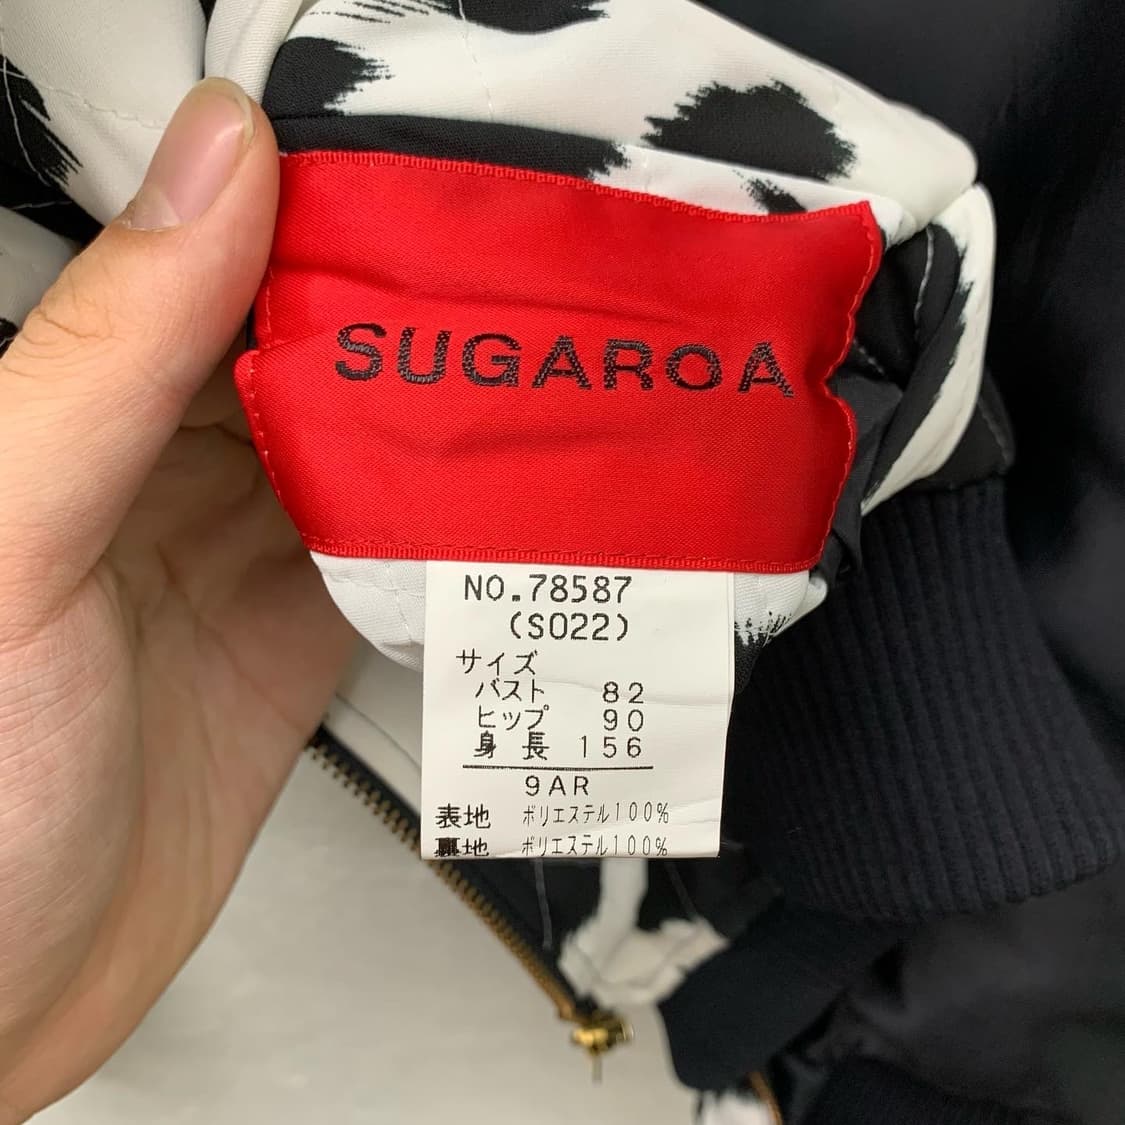 SUGAROA
NO.78587
(S022)
サイズ
バスト 82
ヒップ 90
身長 156
9AR
表地 ポリエステル100%
裏地 ポリエステル100%